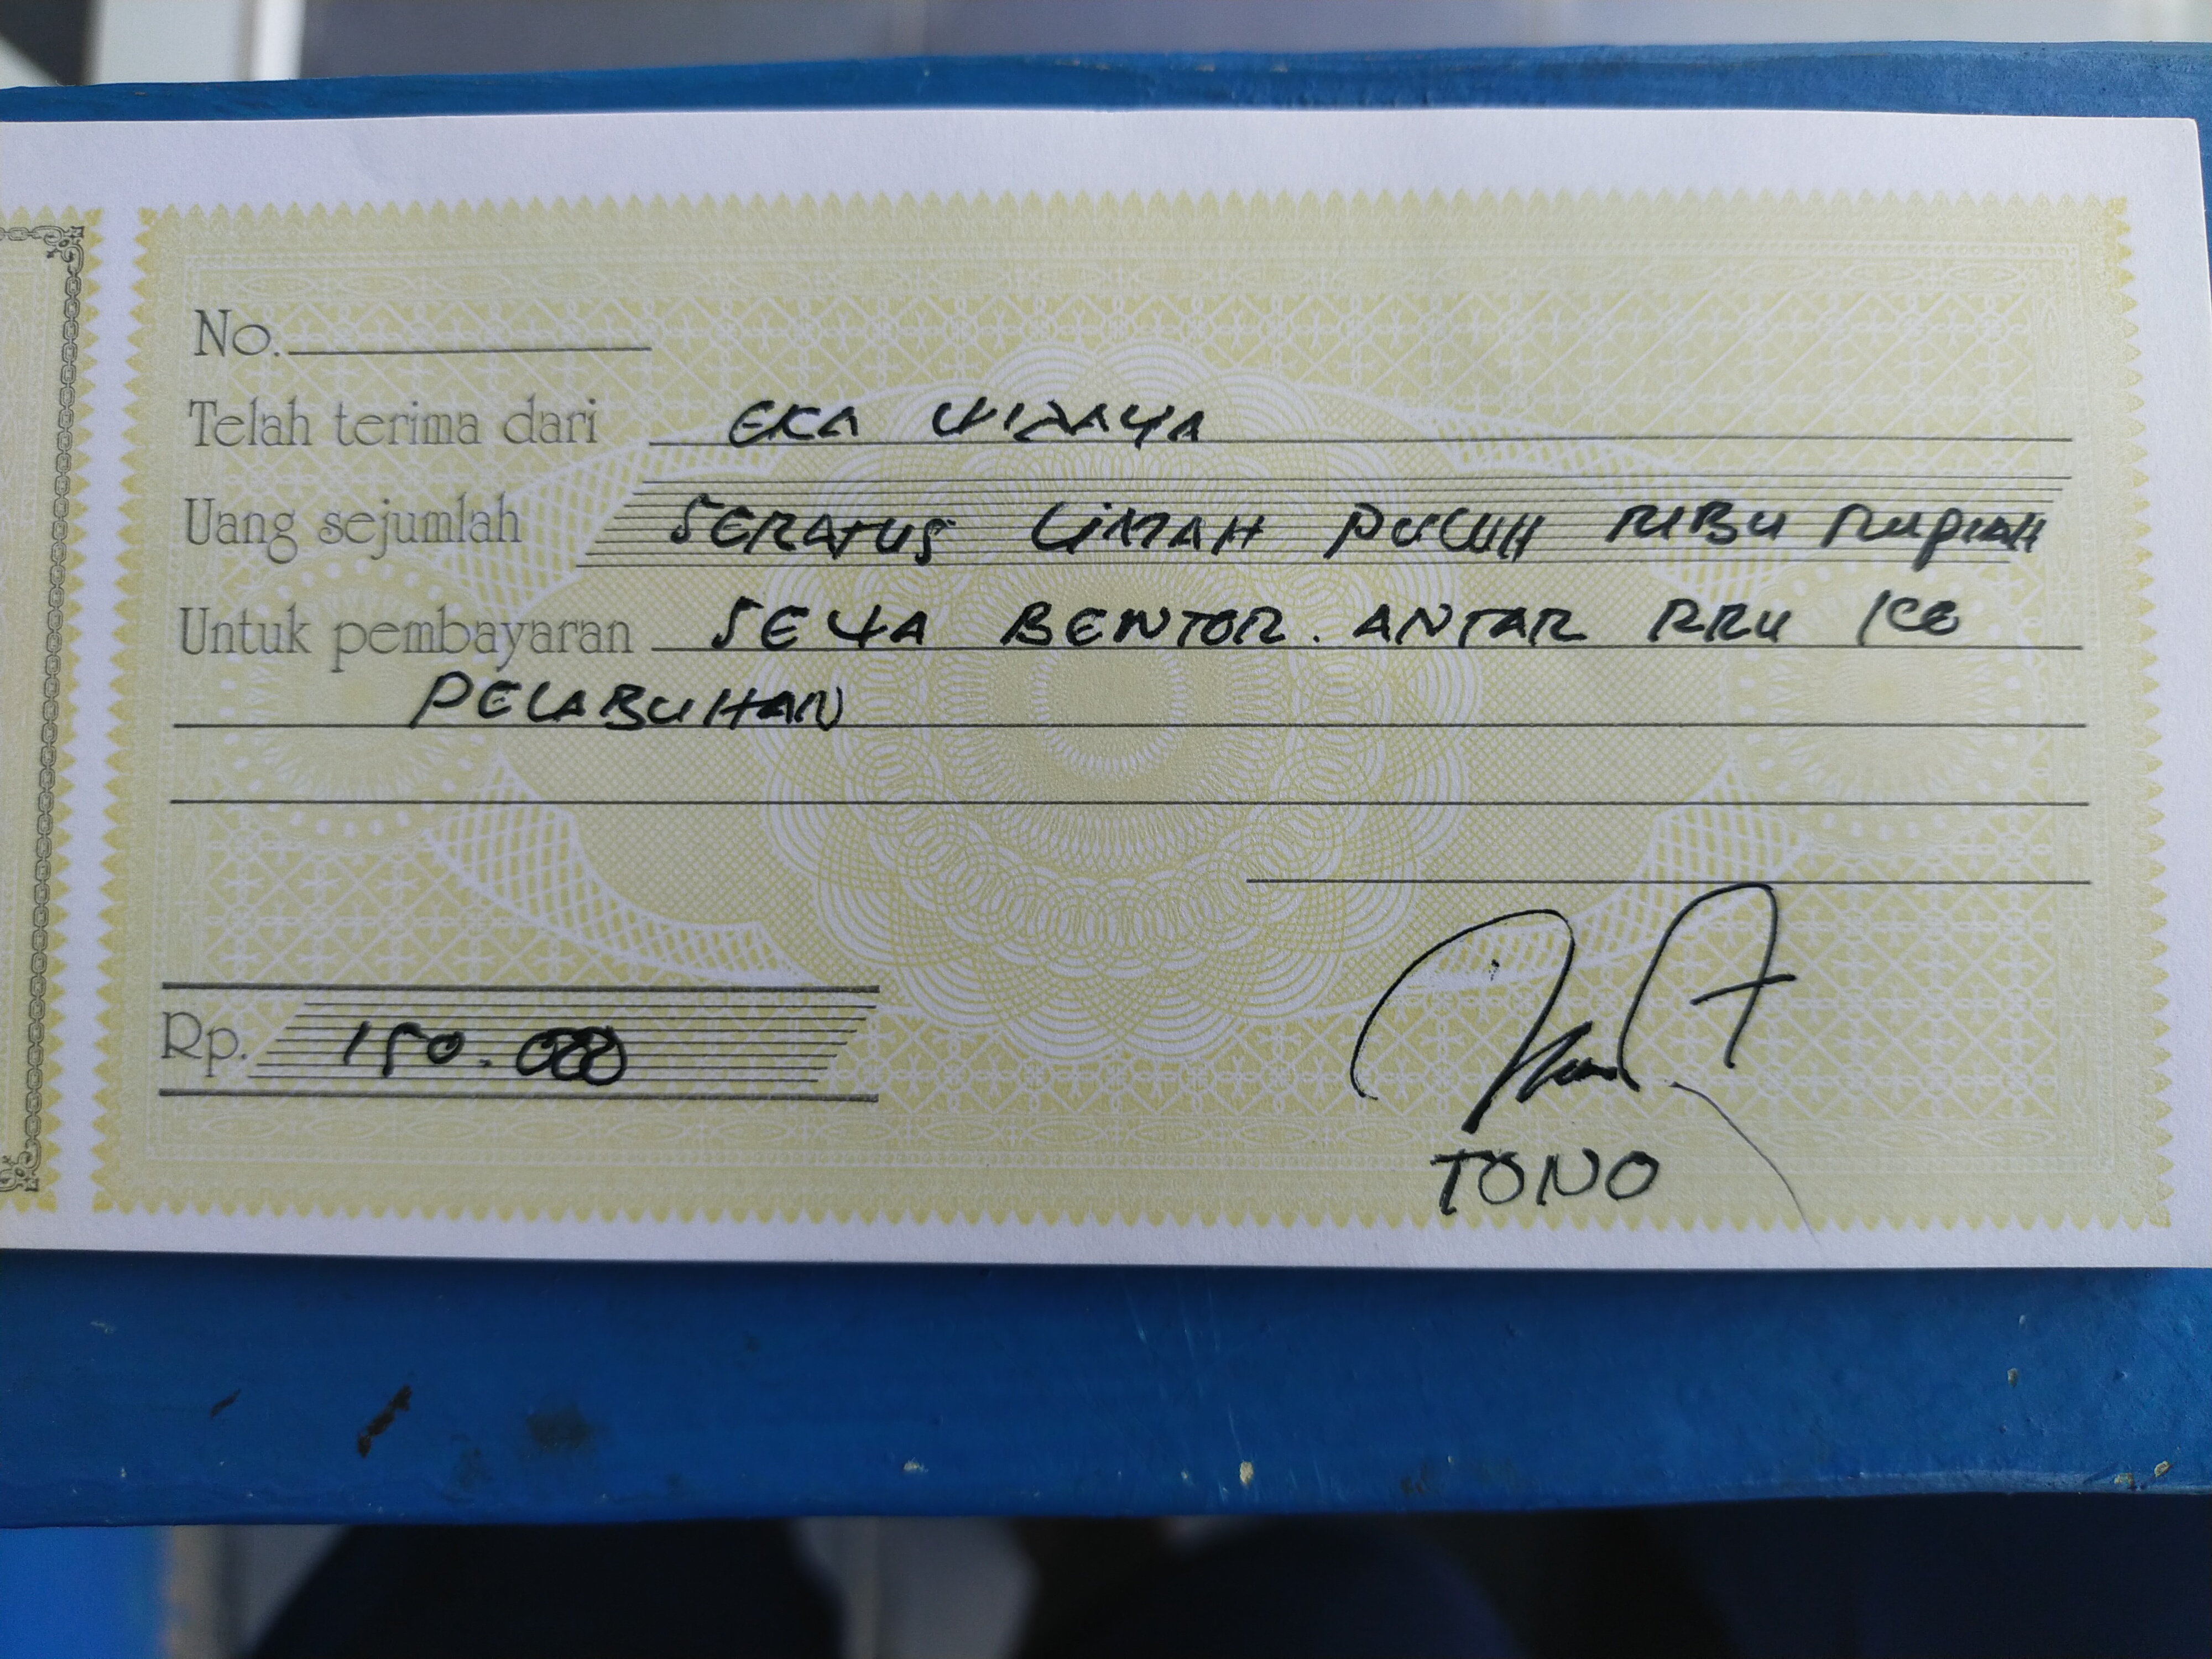 No.
Telah terima dari EKA WIJAYA
Uang sejumlah SERATUS LIMAH PULUH RIBU RUPIAH
Untuk pembayaran SEWA BENTOR. ANTAR RRU KE
PELABUHAN
Rp. 150.000
TONO